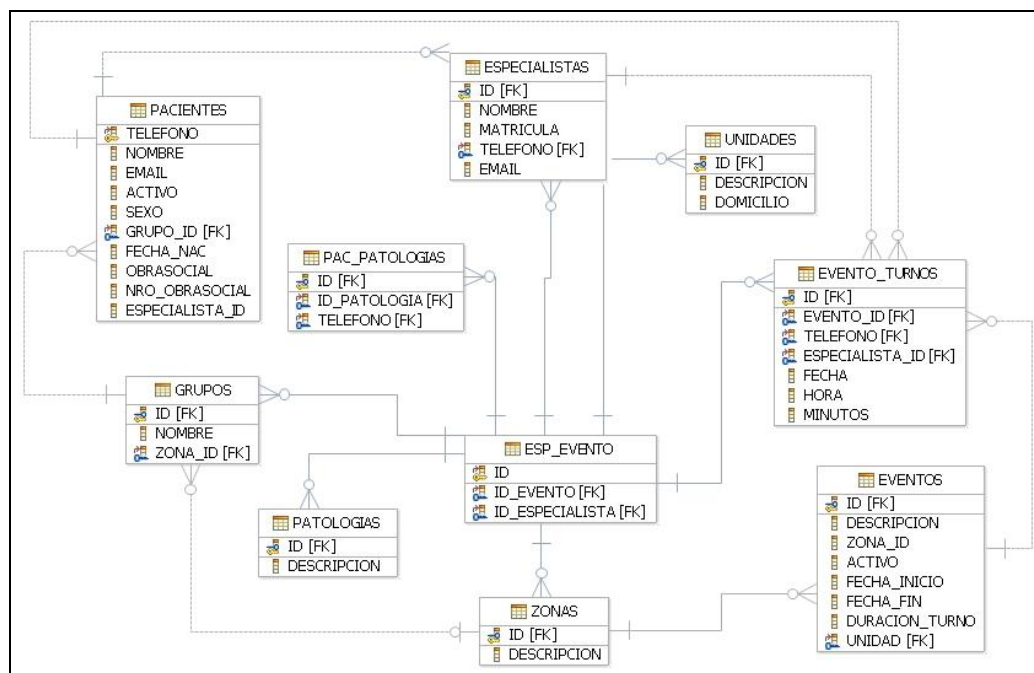 ESPECIALISTAS
ID [FK]
NOMBRE
MATRICULA
TELEFONO [FK]
EMAIL
PACIENTES
TELEFONO
NOMBRE
EMAIL
ACTIVO
SEXO
GRUPO_ID [FK]
FECHA_NAC
OBRASOCIAL
NRO_OBRASOCIAL
ESPECIALISTA_ID
UNIDADES
ID [FK]
DESCRIPCION
DOMICILIO
PAC_PATOLOGIAS
ID [FK]
ID_PATOLOGIA [FK]
TELEFONO [FK]
EVENTO_TURNOS
ID [FK]
EVENTO_ID [FK]
TELEFONO [FK]
ESPECIALISTA_ID [FK]
FECHA
HORA
MINUTOS
GRUPOS
ID [FK]
NOMBRE
ZONA_ID [FK]
ESP_EVENTO
ID
ID_EVENTO [FK]
ID_ESPECIALISTA [FK]
EVENTOS
ID [FK]
DESCRIPCION
ZONA_ID
ACTIVO
FECHA_INICIO
FECHA_FIN
DURACION_TURNO
UNIDAD [FK]
PATOLOGIAS
ID [FK]
DESCRIPCION
ZONAS
ID [FK]
DESCRIPCION